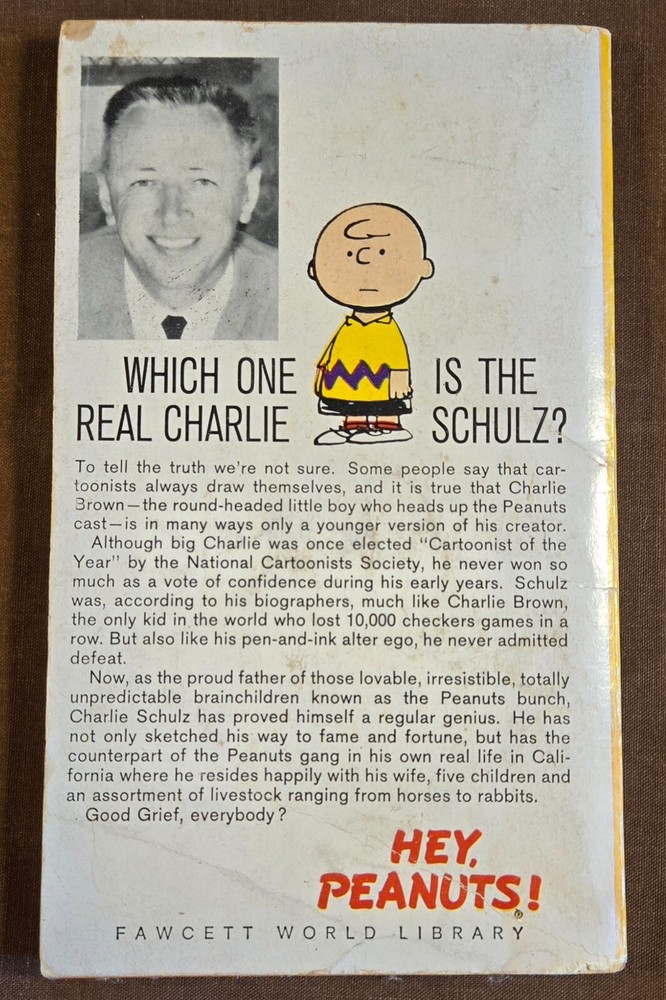 WHICH ONE IS THE
REAL CHARLIE SCHULZ?
To tell the truth we're not sure. Some people say that car-
toonists always draw themselves, and it is true that Charlie
Brown—the round-headed little boy who heads up the Peanuts
cast—is in many ways only a younger version of his creator.
Although big Charlie was once elected “Cartoonist of the
Year” by the National Cartoonists Society, he never won so
much as a vote of confidence during his early years. Schulz
was, according to his biographers, much like Charlie Brown,
the only kid in the world who lost 10,000 checkers games in a
row. But also like his pen-and-ink alter ego, he never admitted
defeat.
Now, as the proud father of those lovable, irresistible, totally
unpredictable brainchildren known as the Peanuts bunch,
Charlie Schulz has proved himself a regular genius. He has
not only sketched his way to fame and fortune, but has the
counterpart of the Peanuts gang in his own real life in Cali-
fornia where he resides happily with his wife, five children and
an assortment of livestock ranging from horses to rabbits.
Good Grief, everybody?
HEY,
PEANUTS!®
FAWCETT WORLD LIBRARY